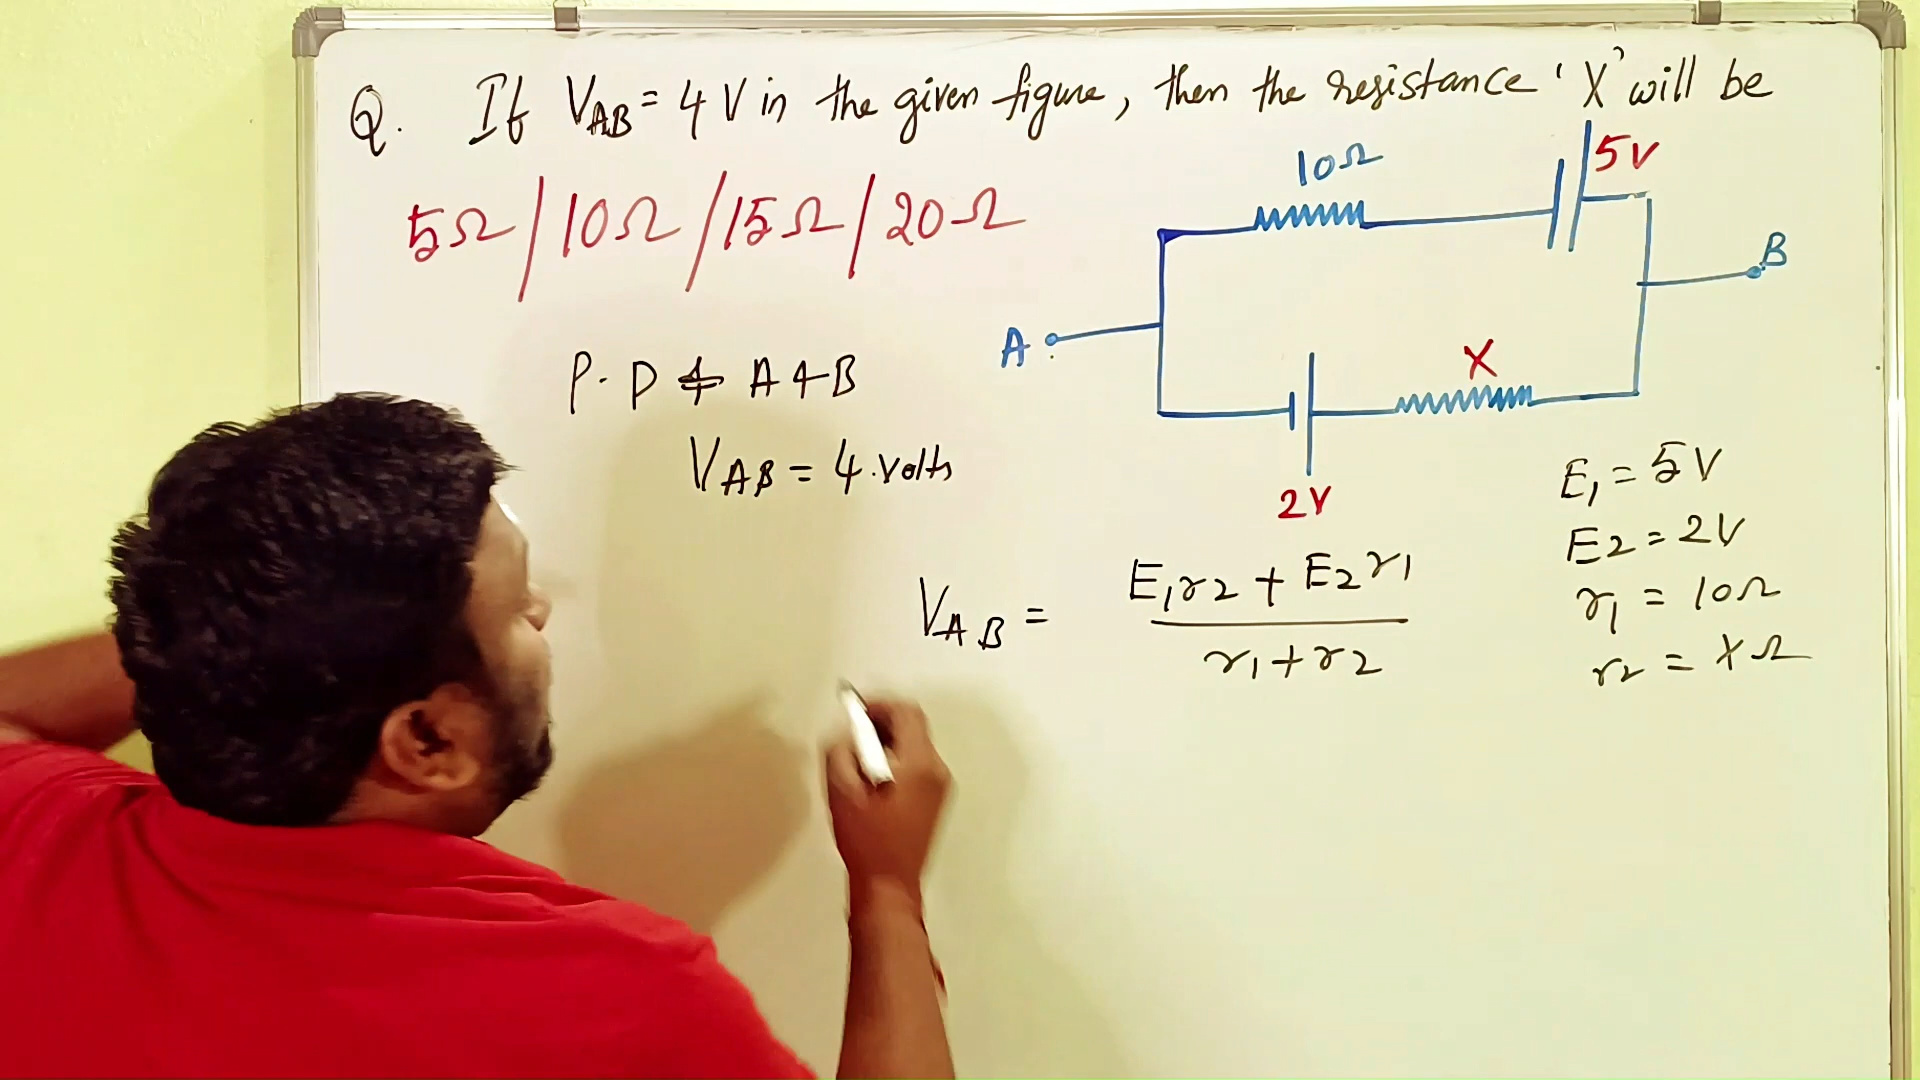 Q. If VAB = 4 V in the given figure, then the resistance 'X' will be
5Ω / 10Ω / 15Ω / 20Ω
10Ω
5V
B
A
X
2V
P.D A & B
VAB = 4.volts
E1 = 5V
E2 = 2V
r1 = 10Ω
r2 = XΩ
VAB = E1r2 + E2r1
r1 + r2